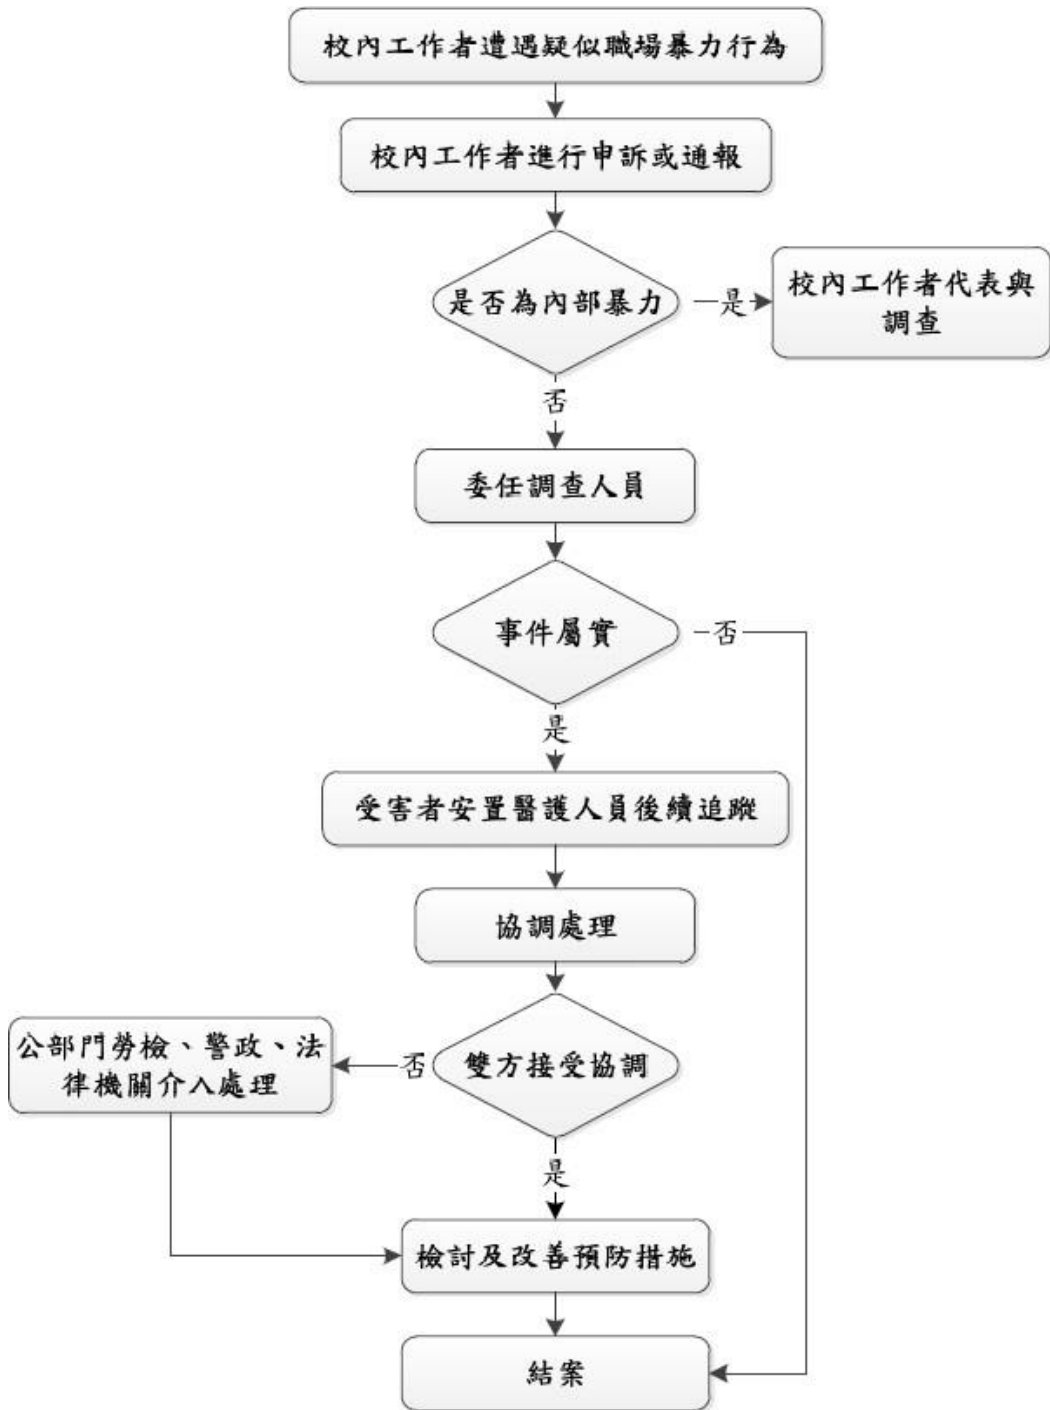 校內工作者遭遇疑似職場暴力行為
校內工作者進行申訴或通報
是否為內部暴力
是
校內工作者代表與
調查
否
委任調查人員
事件屬實
否
是
受害者安置醫護人員後續追蹤
協調處理
雙方接受協調
否
公部門勞檢、警政、法
律機關介入處理
是
檢討及改善預防措施
結案